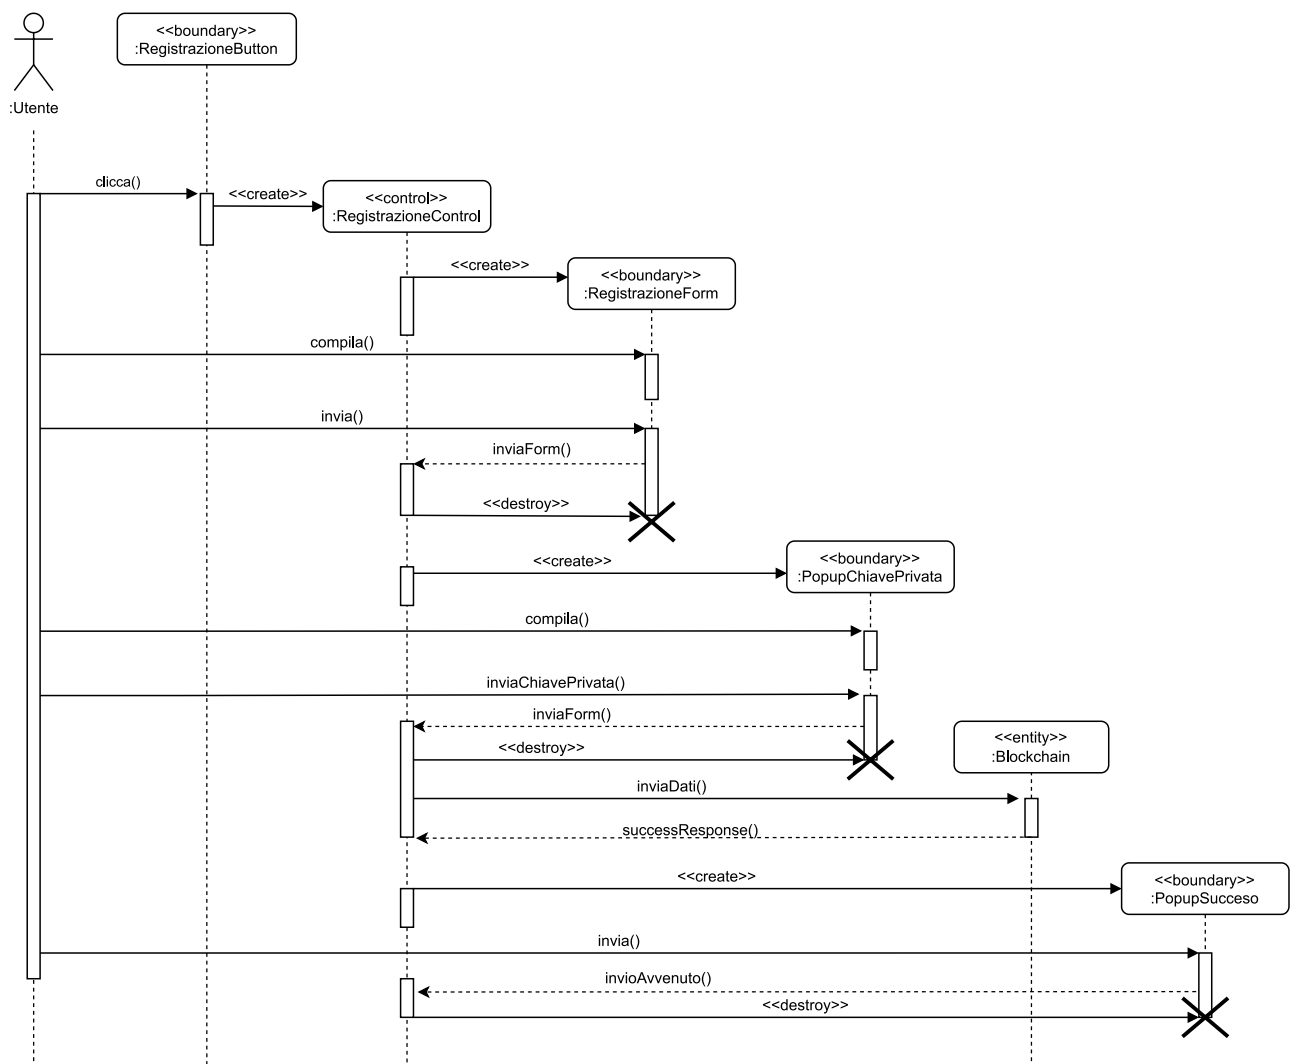 <<boundary>>
:RegistrazioneButton
:Utente
clicca()
<<create>>
<<control>>
:RegistrazioneControl
<<create>>
<<boundary>>
:RegistrazioneForm
compila()
invia()
inviaForm()
<<destroy>>
<<create>>
<<boundary>>
:PopupChiavePrivata
compila()
inviaChiavePrivata()
inviaForm()
<<destroy>>
<<entity>>
:Blockchain
inviaDati()
successResponse()
<<create>>
<<boundary>>
:PopupSucceso
invia()
invioAvvenuto()
<<destroy>>